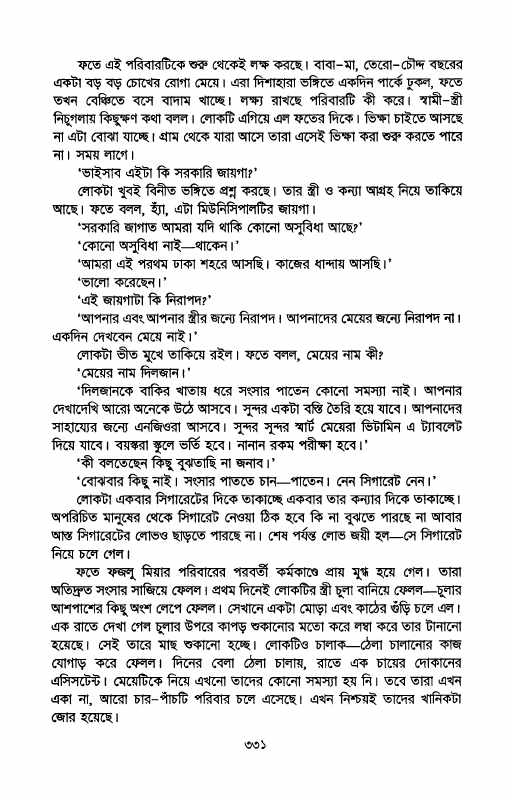 ফতে এই পরিবারটিকে শুরু থেকেই লক্ষ করছে। বাবা–মা, তেরো–চৌদ্দ বছরের
একটা বড় বড় চোখের রোগা মেয়ে। এরা দিশাহারা ভঙ্গিতে একদিন পার্কে ঢুকল, ফতে
তখন বেঞ্চিতে বসে বাদাম খাচ্ছে। লক্ষ্য রাখছে পরিবারটি কী করে। স্বামী–স্ত্রী
নিচুগলায় কিছুক্ষণ কথা বলল। লোকটি এগিয়ে এল ফতের দিকে। ভিক্ষা চাইতে আসছে
না এটা বোঝা যাচ্ছে। গ্রাম থেকে যারা আসে তারা এসেই ভিক্ষা করা শুরু করতে পারে
না। সময় লাগে।
‘ভাইসাব এইটা কি সরকারি জায়গা?’
লোকটা খুবই বিনীত ভঙ্গিতে প্রশ্ন করছে। তার স্ত্রী ও কন্যা আগ্রহ নিয়ে তাকিয়ে
আছে। ফতে বলল, হ্যাঁ, এটা মিউনিসিপালটির জায়গা।
‘সরকারি জাগাত আমরা যদি থাকি কোনো অসুবিধা আছে?’
‘কোনো অসুবিধা নাই—থাকেন।’
‘আমরা এই পরথম ঢাকা শহরে আসছি। কাজের ধান্দায় আসছি।’
‘ভালো করেছেন।’
‘এই জায়গাটা কি নিরাপদ?’
‘আপনার এবং আপনার স্ত্রীর জন্যে নিরাপদ। আপনাদের মেয়ের জন্যে নিরাপদ না।
একদিন দেখবেন মেয়ে নাই।’
লোকটা ভীত মুখে তাকিয়ে রইল। ফতে বলল, মেয়ের নাম কী?
‘মেয়ের নাম দিলজান।’
‘দিলজানকে বাকির খাতায় ধরে সংসার পাতেন কোনো সমস্যা নাই। আপনার
দেখাদেখি আরো অনেকে উঠে আসবে। সুন্দর একটা বস্তি তৈরি হয়ে যাবে। আপনাদের
সাহায্যের জন্যে এনজিওরা আসবে। সুন্দর সুন্দর স্মার্ট মেয়েরা ভিটামিন এ ট্যাবলেট
দিয়ে যাবে। বয়স্করা স্কুলে ভর্তি হবে। নানান রকম পরীক্ষা হবে।’
‘কী বলতেছেন কিছু বুঝতাছি না জনাব।’
‘বোঝবার কিছু নাই। সংসার পাততে চান—পাতেন। নেন সিগারেট নেন।’
লোকটা একবার সিগারেটের দিকে তাকাচ্ছে একবার তার কন্যার দিকে তাকাচ্ছে।
অপরিচিত মানুষের থেকে সিগারেট নেওয়া ঠিক হবে কি না বুঝতে পারছে না আবার
আস্ত সিগারেটের লোভও ছাড়তে পারছে না। শেষ পর্যন্ত লোভ জয়ী হল—সে সিগারেট
নিয়ে চলে গেল।
ফতে ফজলু মিয়ার পরিবারের পরবর্তী কর্মকাণ্ডে প্রায় মুগ্ধ হয়ে গেল। তারা
অতিদ্রুত সংসার সাজিয়ে ফেলল। প্রথম দিনেই লোকটির স্ত্রী চুলা বানিয়ে ফেলল—চুলার
আশপাশের কিছু অংশ লেপে ফেলল। সেখানে একটা মোড়া এবং কাঠের গুঁড়ি চলে এল।
এক রাতে দেখা গেল চুলার উপরে কাপড় শুকানোর মতো করে লম্বা করে তার টানানো
হয়েছে। সেই তারে মাছ শুকানো হচ্ছে। লোকটিও চালাক—ঠেলা চালানোর কাজ
যোগাড় করে ফেলল। দিনের বেলা ঠেলা চালায়, রাতে এক চায়ের দোকানের
এসিসটেন্ট। মেয়েটিকে নিয়ে এখনো তাদের কোনো সমস্যা হয় নি। তবে তারা এখন
একা না, আরো চার–পাঁচটি পরিবার চলে এসেছে। এখন নিশ্চয়ই তাদের খানিকটা
জোর হয়েছে।
৩৩১